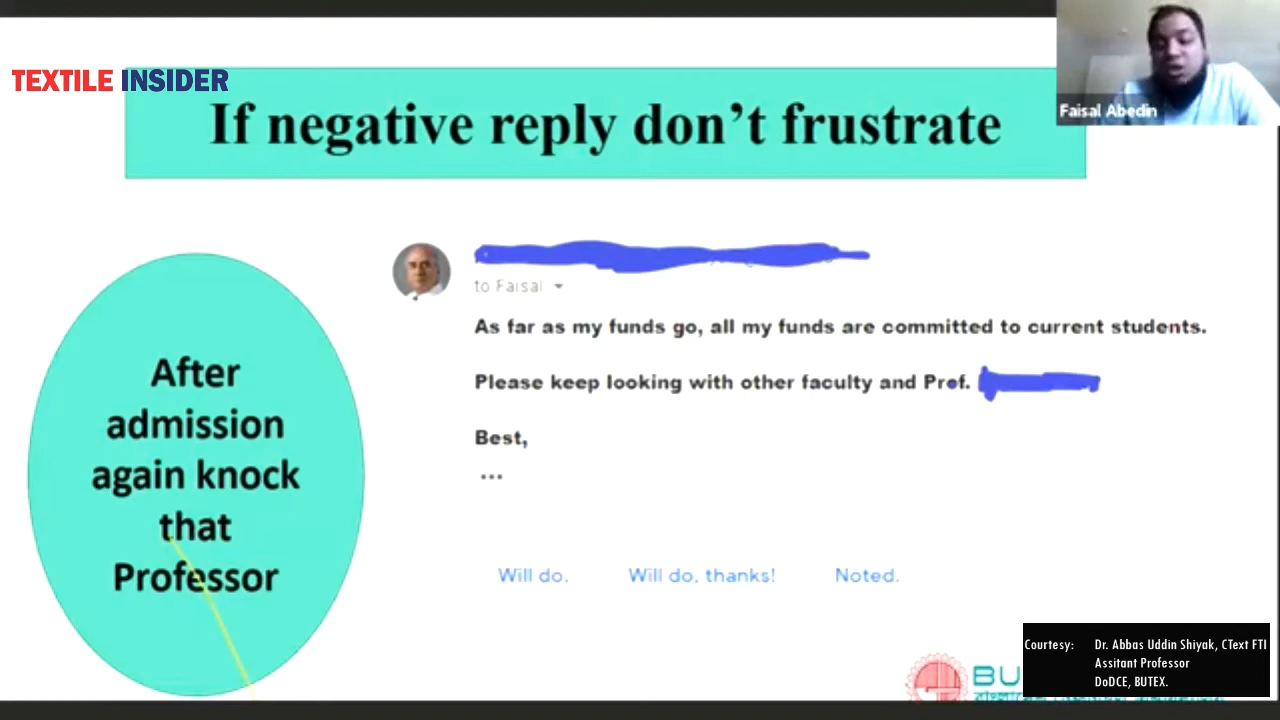 TEXTILE INSIDER
If negative reply don't frustrate
Faisal Abedin
to Faisal
As far as my funds go, all my funds are committed to current students.
Please keep looking with other faculty and Prof.
Best,
...
After
admission
again knock
that
Professor
Will do.
Will do, thanks!
Noted.
Courtesy: Dr. Abbas Uddin Shiyak, CText FTI
Assitant Professor
DoDCE, BUTEX.
BU